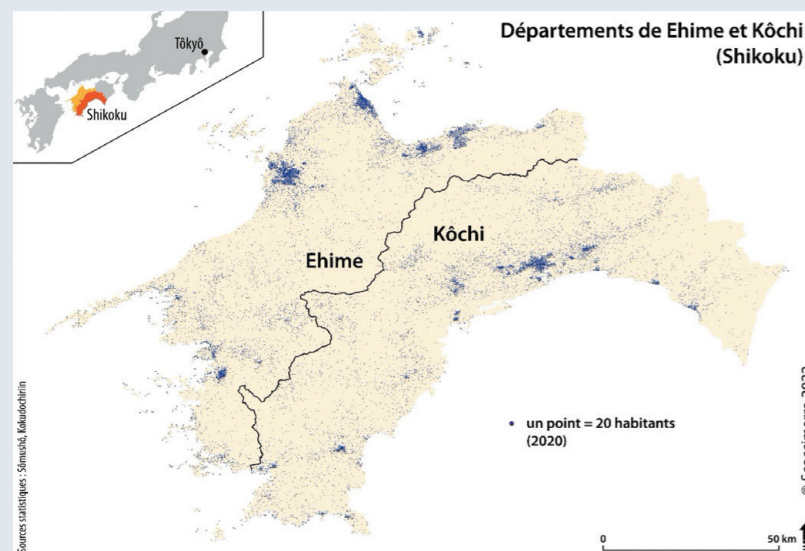 Départements de Ehime et Kôchi
(Shikoku)
Tôkyô
Shikoku
Ehime
Kôchi
• un point = 20 habitants
(2020)
Sources statistiques : Sômushô, Kokudochiriin
0 50 km